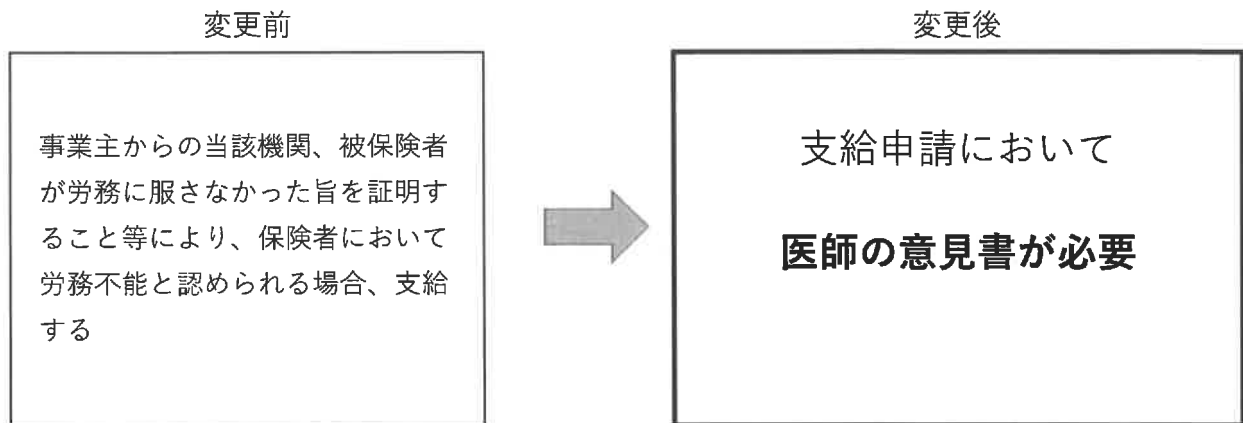 変更前
事業主からの当該機関、被保険者
が労務に服さなかった旨を証明す
ること等により、保険者において
労務不能と認められる場合、支給
する
変更後
支給申請において
医師の意見書が必要